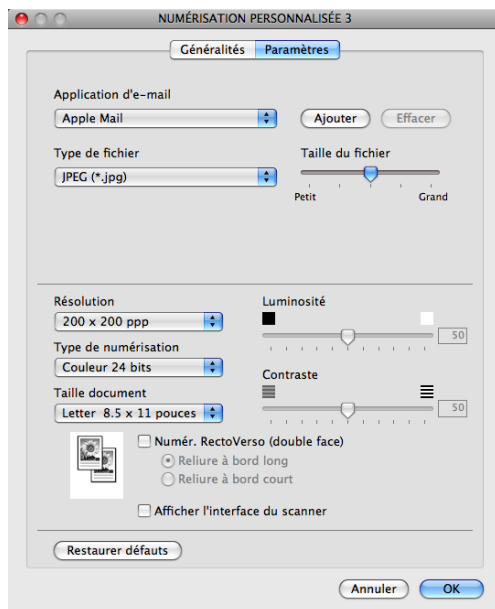 NUMÉRISATION PERSONNALISÉE 3
Généralités Paramètres
Application d'e-mail
Apple Mail Ajouter Effacer
Type de fichier Taille du fichier
JPEG (*.jpg)
Petit Grand
Résolution Luminosité
200 x 200 ppp
50
Type de numérisation
Couleur 24 bits
Contraste
Taille document
Letter 8.5 x 11 pouces
50
Numér. RectoVerso (double face)
Reliure à bord long
Reliure à bord court
Afficher l'interface du scanner
Restaurer défauts
Annuler OK